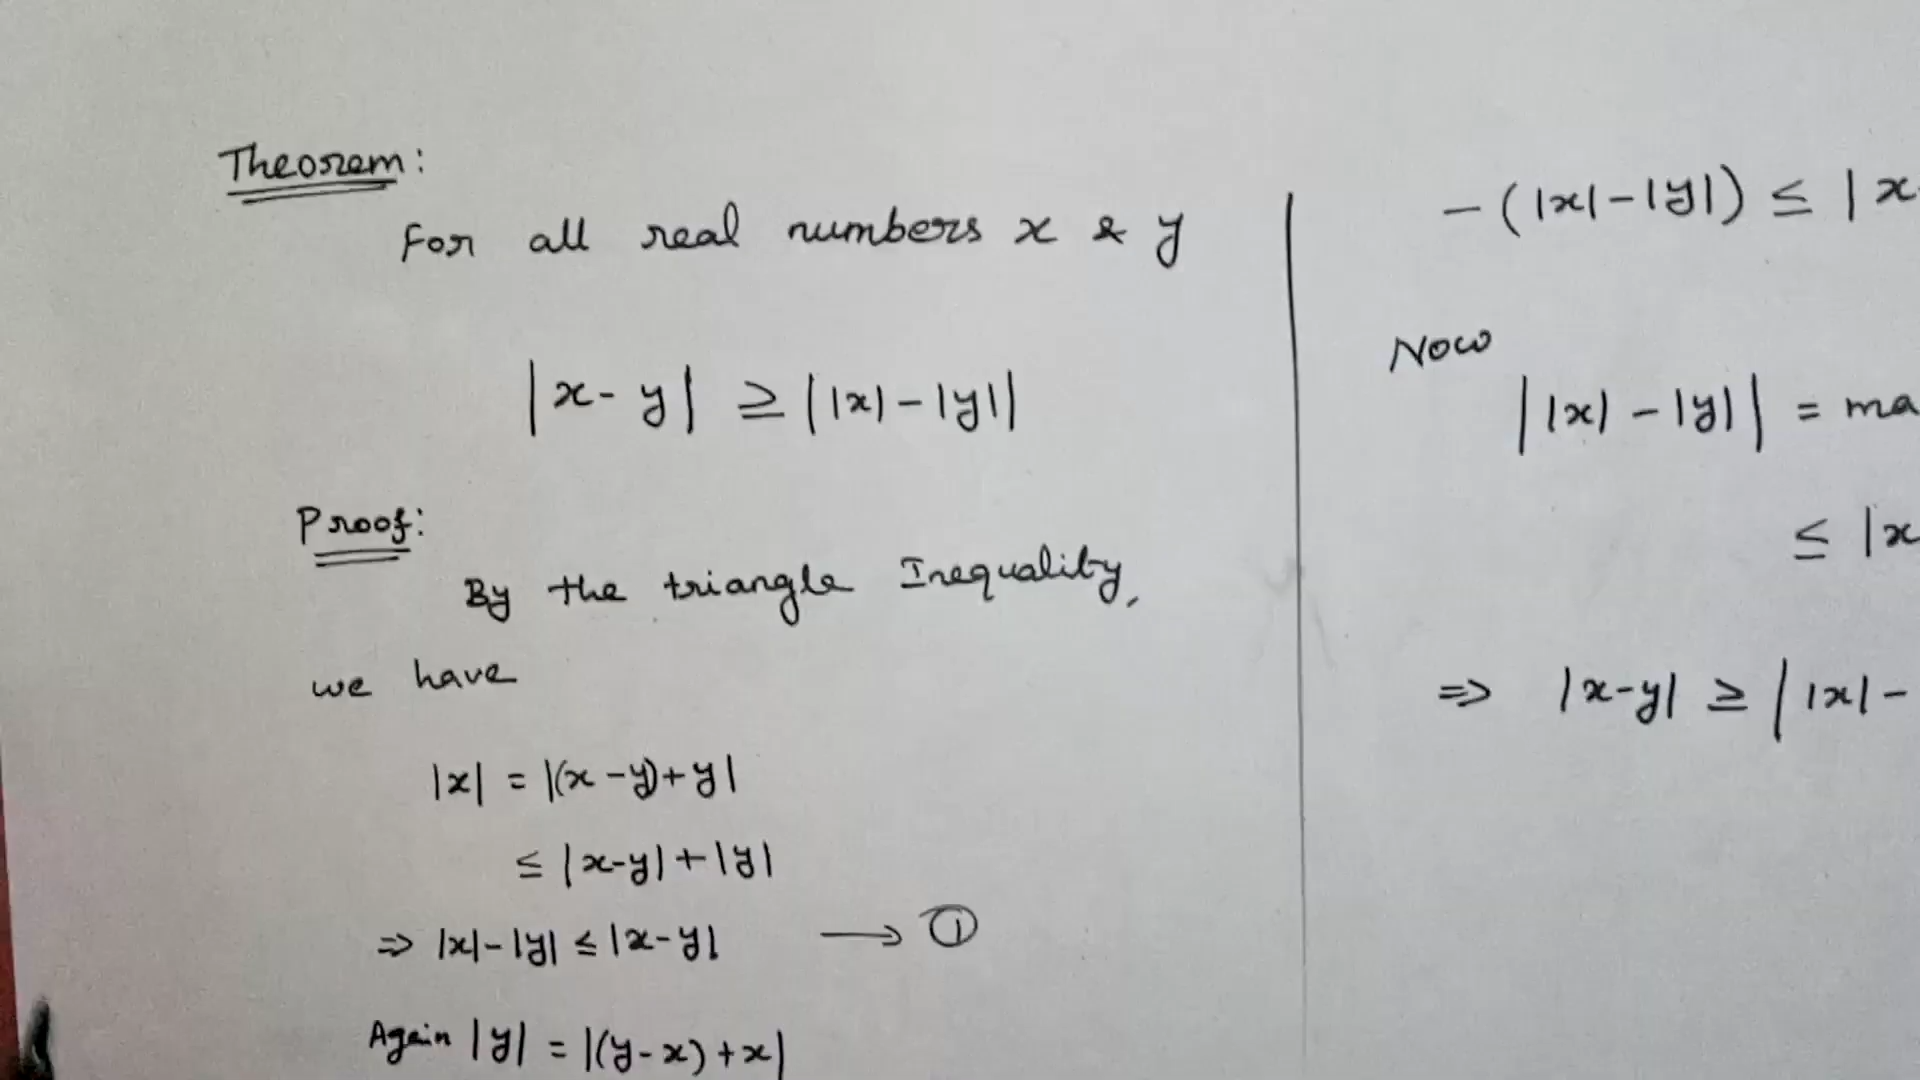 Theorem:
For all real numbers x & y
|x-y| ≥ ||x|-|y||
Proof:
By the triangle Inequality,
we have
|x| = |(x-y)+y|
≤ |x-y|+|y|
⇒ |x|-|y| ≤ |x-y| → ①
Again |y| = |(y-x)+x|
-(|x|-|y|) ≤ |x-
Now
||x|-|y|| = ma
≤ |x
⇒ |x-y| ≥ ||x|-